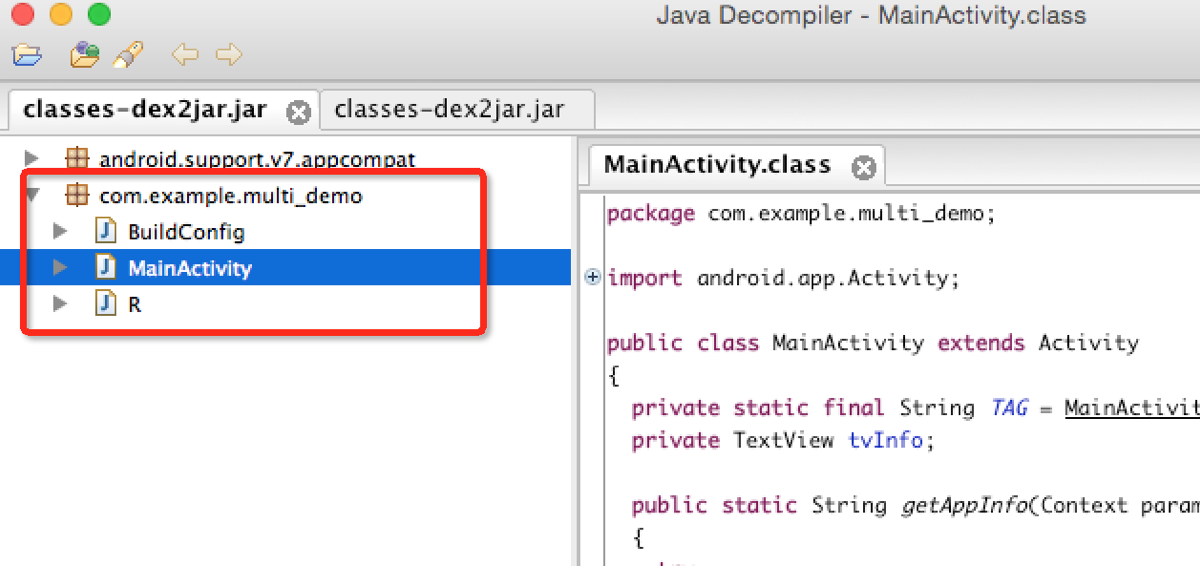 Java Decompiler - MainActivity.class
classes-dex2jar.jar
classes-dex2jar.jar
android.support.v7.appcompat
com.example.multi_demo
BuildConfig
MainActivity
R
MainActivity.class
package com.example.multi_demo;
import android.app.Activity;
public class MainActivity extends Activity
{
private static final String TAG = MainActivit
private TextView tvInfo;
public static String getAppInfo(Context param
{